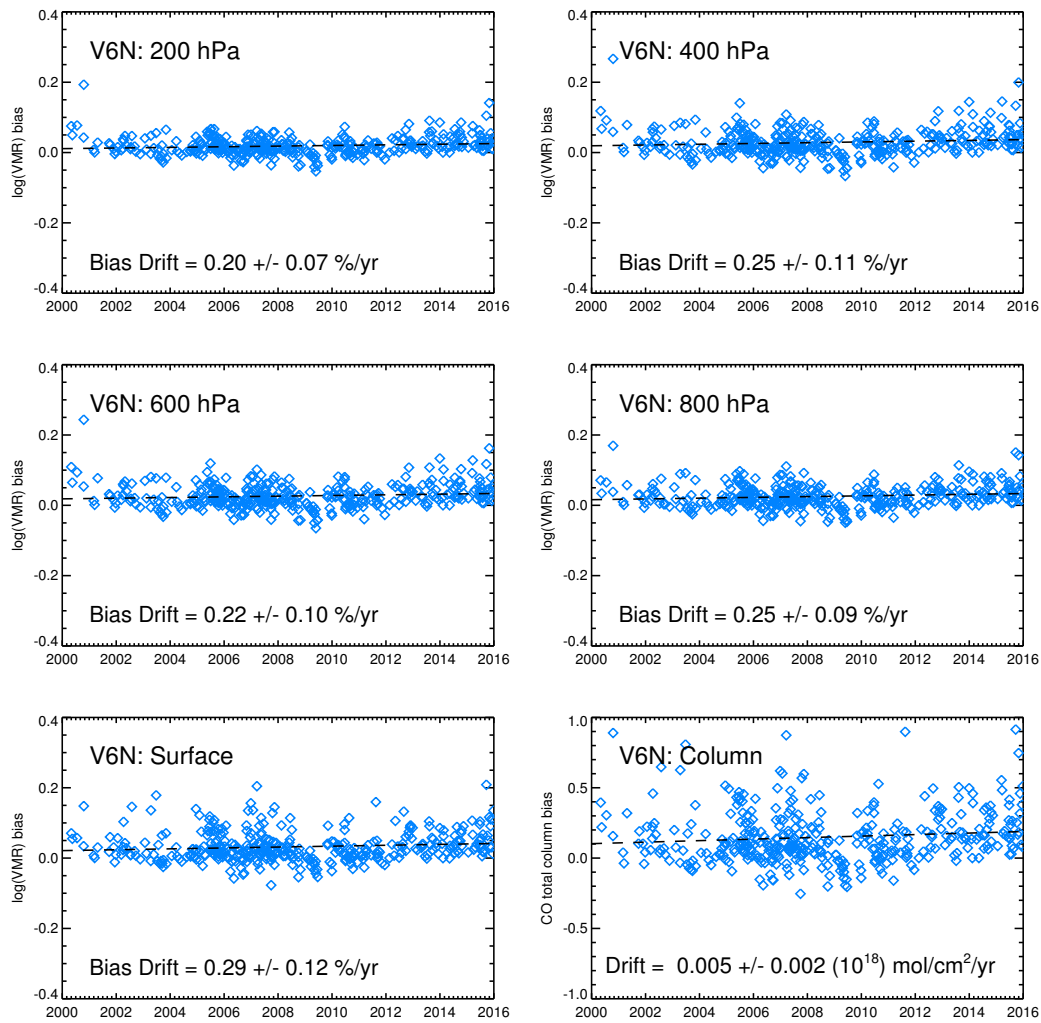 0.4
0.2
0.0
-0.2
-0.4
log(VMR) bias
V6N: 200 hPa
Bias Drift = 0.20 +/- 0.07 %/yr
2000 2002 2004 2006 2008 2010 2012 2014 2016
0.4
0.2
0.0
-0.2
-0.4
log(VMR) bias
V6N: 400 hPa
Bias Drift = 0.25 +/- 0.11 %/yr
2000 2002 2004 2006 2008 2010 2012 2014 2016
0.4
0.2
0.0
-0.2
-0.4
log(VMR) bias
V6N: 600 hPa
Bias Drift = 0.22 +/- 0.10 %/yr
2000 2002 2004 2006 2008 2010 2012 2014 2016
0.4
0.2
0.0
-0.2
-0.4
log(VMR) bias
V6N: 800 hPa
Bias Drift = 0.25 +/- 0.09 %/yr
2000 2002 2004 2006 2008 2010 2012 2014 2016
0.4
0.2
0.0
-0.2
-0.4
log(VMR) bias
V6N: Surface
Bias Drift = 0.29 +/- 0.12 %/yr
2000 2002 2004 2006 2008 2010 2012 2014 2016
1.0
0.5
0.0
-0.5
-1.0
CO total column bias
V6N: Column
Drift = 0.005 +/- 0.002 (10^18) mol/cm^2/yr
2000 2002 2004 2006 2008 2010 2012 2014 2016